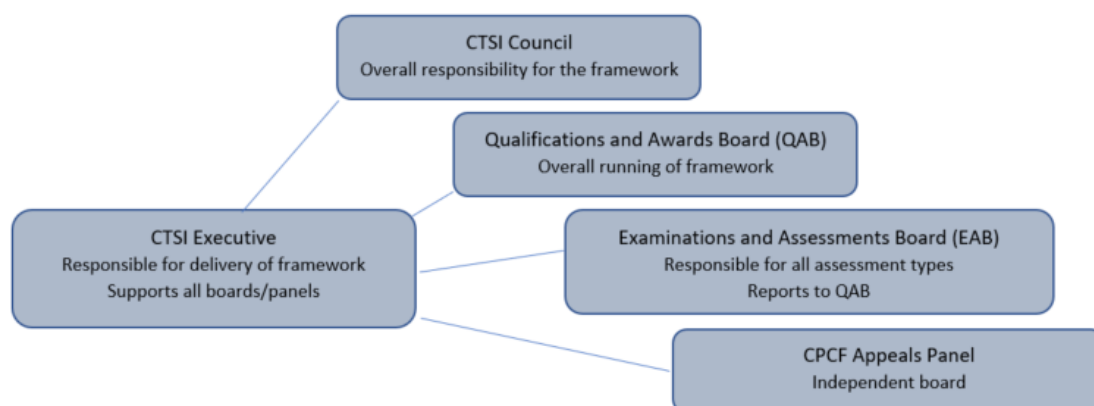 CTSI Council
Overall responsibility for the framework
Qualifications and Awards Board (QAB)
Overall running of framework
CTSI Executive
Responsible for delivery of framework
Supports all boards/panels
Examinations and Assessments Board (EAB)
Responsible for all assessment types
Reports to QAB
CPCF Appeals Panel
Independent board